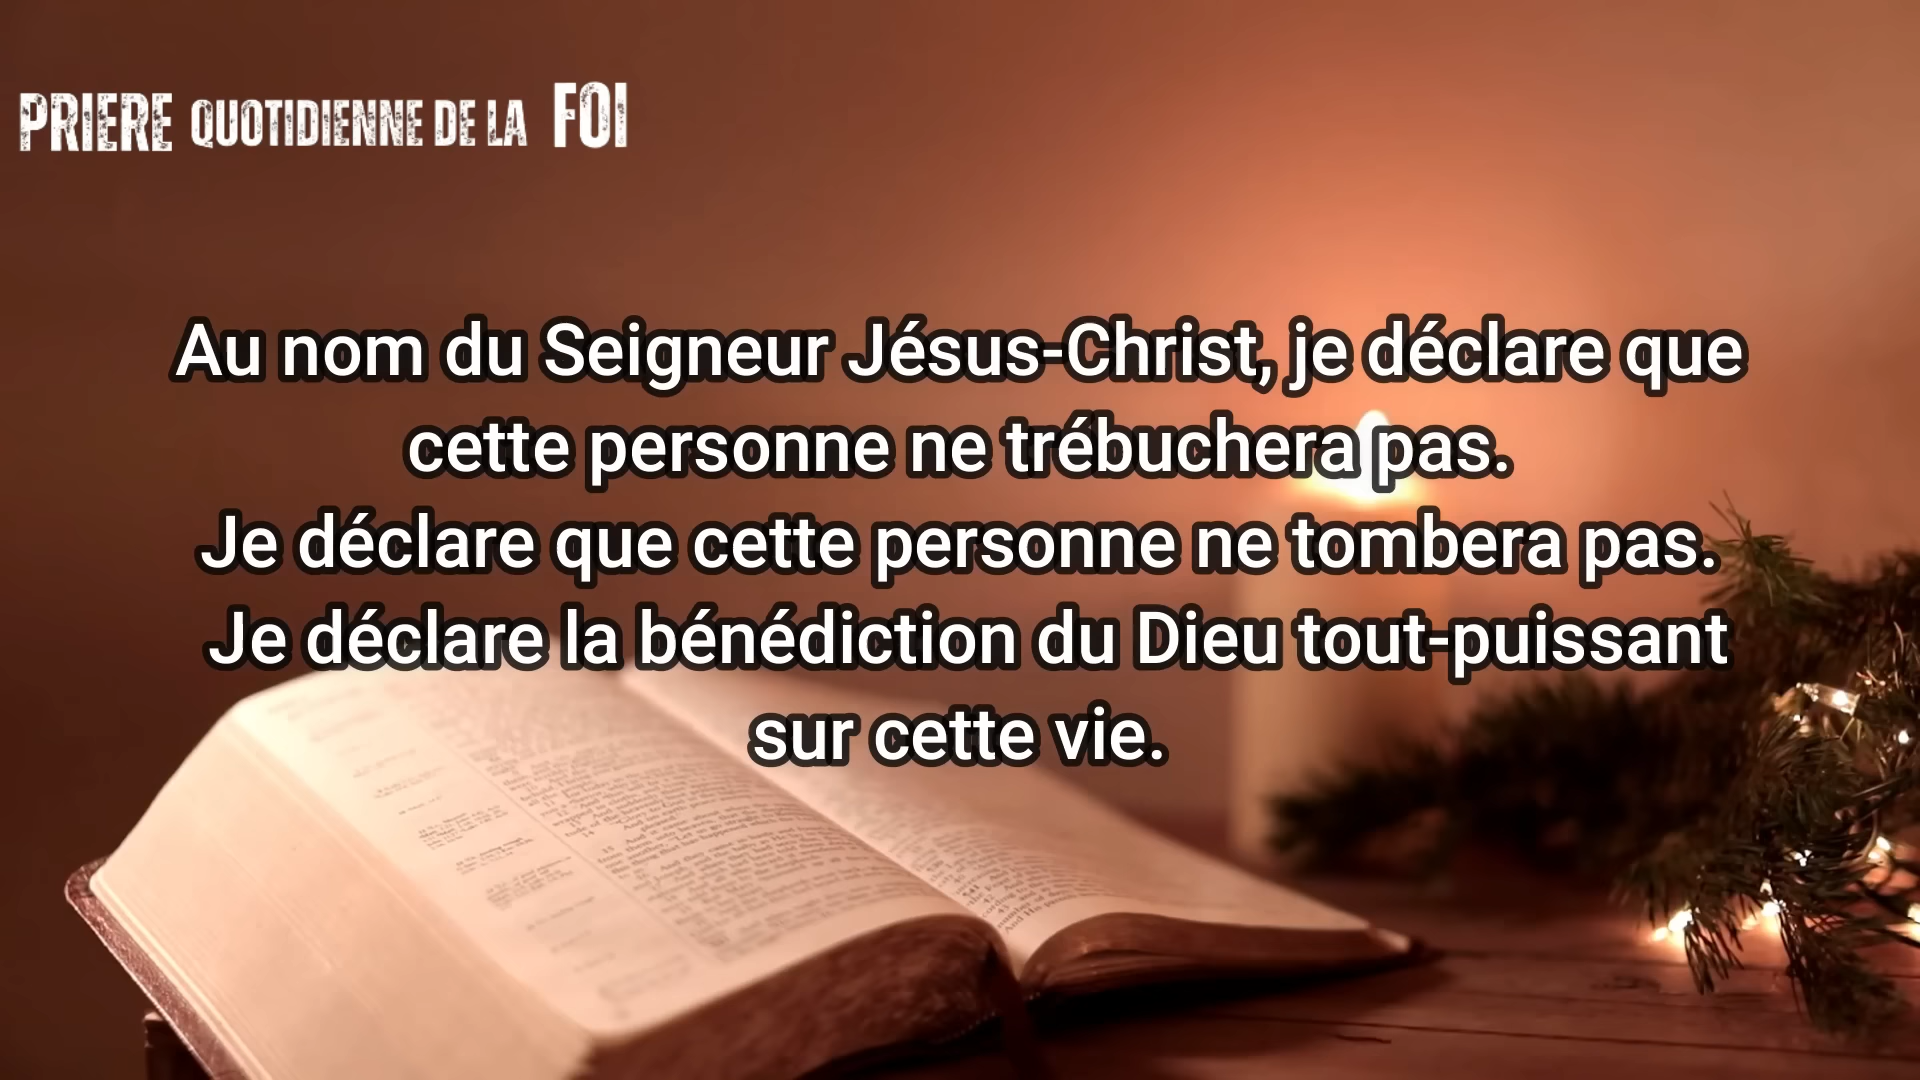 PRIERE QUOTIDIENNE DE LA FOI
Au nom du Seigneur Jésus-Christ, je déclare que
cette personne ne trébuchera pas.
Je déclare que cette personne ne tombera pas.
Je déclare la bénédiction du Dieu tout-puissant
sur cette vie.